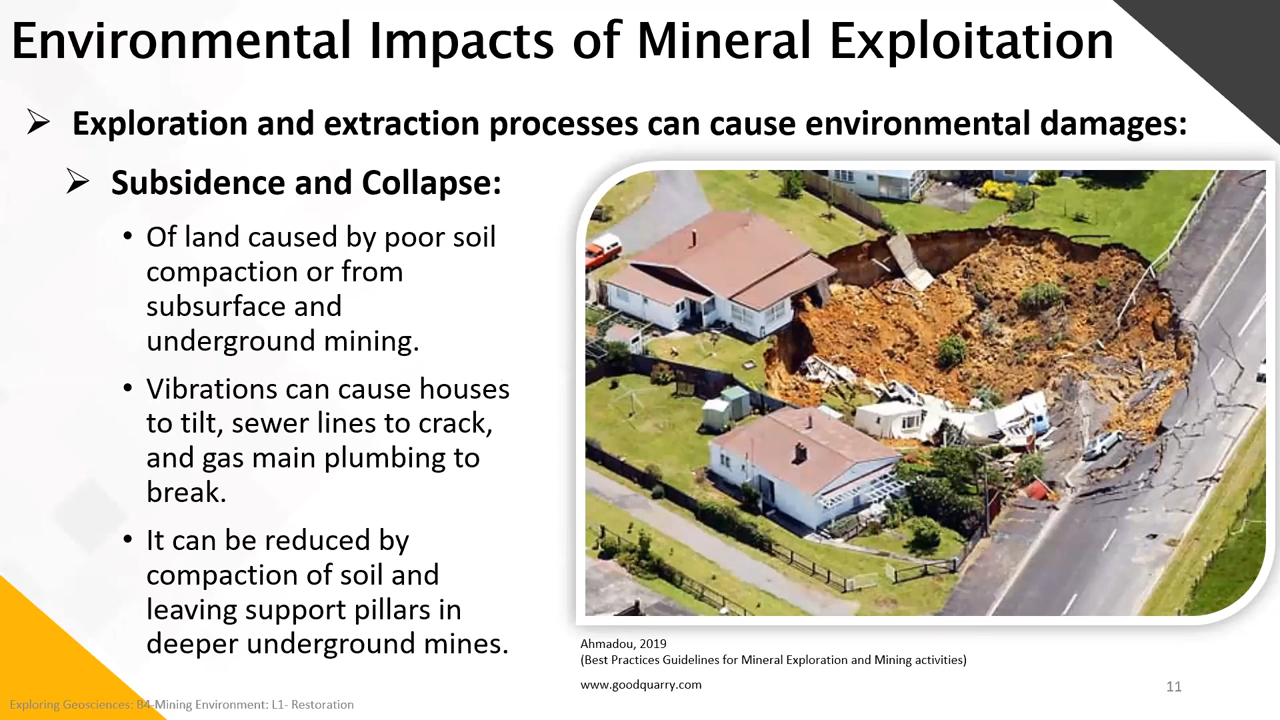 Environmental Impacts of Mineral Exploitation
➢ Exploration and extraction processes can cause environmental damages:
➢ Subsidence and Collapse:
• Of land caused by poor soil
compaction or from
subsurface and
underground mining.
• Vibrations can cause houses
to tilt, sewer lines to crack,
and gas main plumbing to
break.
• It can be reduced by
compaction of soil and
leaving support pillars in
deeper underground mines.
Ahmadou, 2019
(Best Practices Guidelines for Mineral Exploration and Mining activities)
www.goodquarry.com
11
Exploring Geosciences: B4-Mining Environment: L1- Restoration